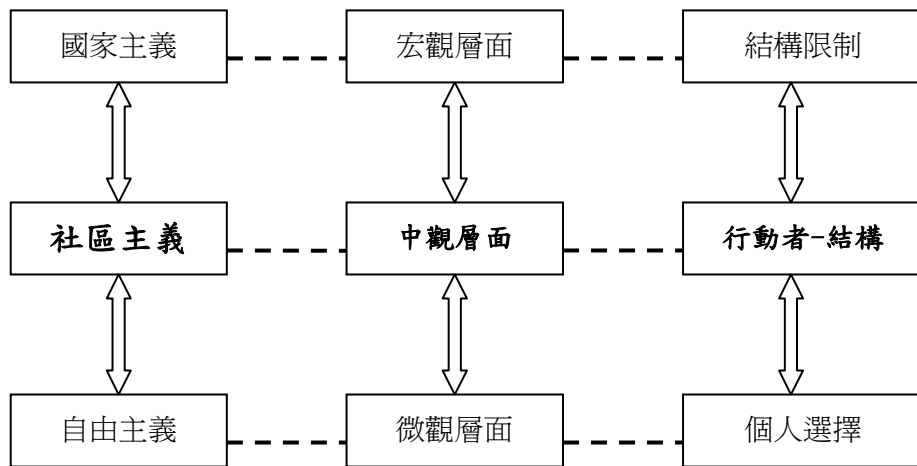 國家主義 宏觀層面 結構限制
社區主義 中觀層面 行動者-結構
自由主義 微觀層面 個人選擇